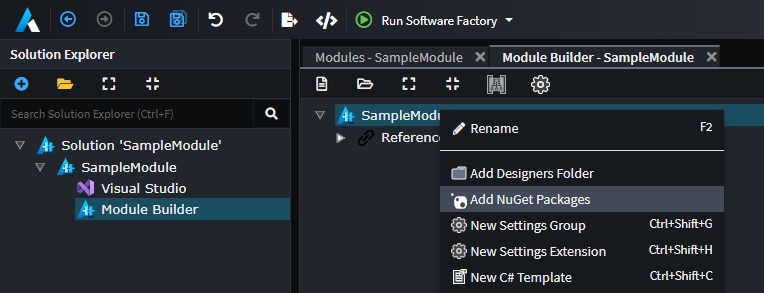 Run Software Factory
Solution Explorer
Search Solution Explorer (Ctrl+F)
Solution 'SampleModule'
SampleModule
Visual Studio
Module Builder
Modules - SampleModule
Module Builder - SampleModule
SampleModu
Reference
Rename F2
Add Designers Folder
Add NuGet Packages
New Settings Group Ctrl+Shift+G
New Settings Extension Ctrl+Shift+H
New C# Template Ctrl+Shift+C